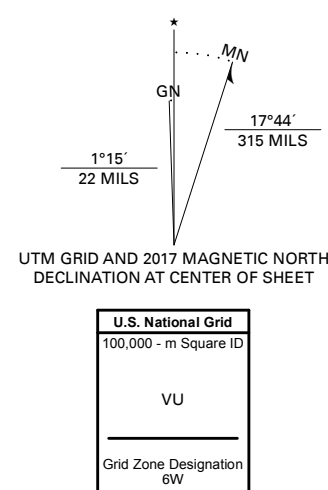 MN
GN
17°44´
315 MILS
1°15´
22 MILS
UTM GRID AND 2017 MAGNETIC NORTH
DECLINATION AT CENTER OF SHEET
U.S. National Grid
100,000 - m Square ID
VU
Grid Zone Designation
6W